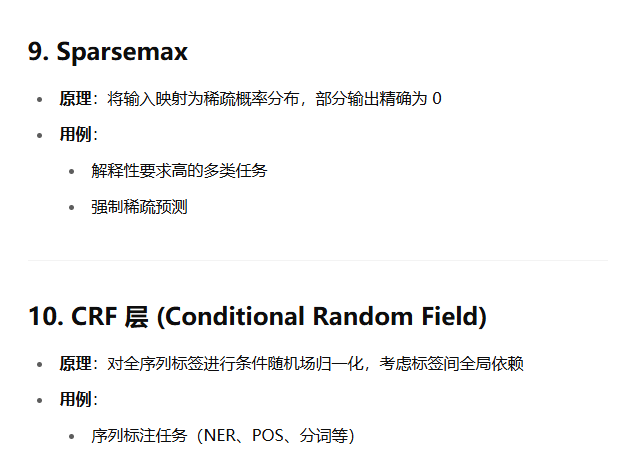 9. Sparsemax
原理：将输入映射为稀疏概率分布，部分输出精确为 0
用例：
解释性要求高的多类任务
强制稀疏预测
10. CRF 层 (Conditional Random Field)
原理：对全序列标签进行条件随机场归一化，考虑标签间全局依赖
用例：
序列标注任务（NER、POS、分词等）